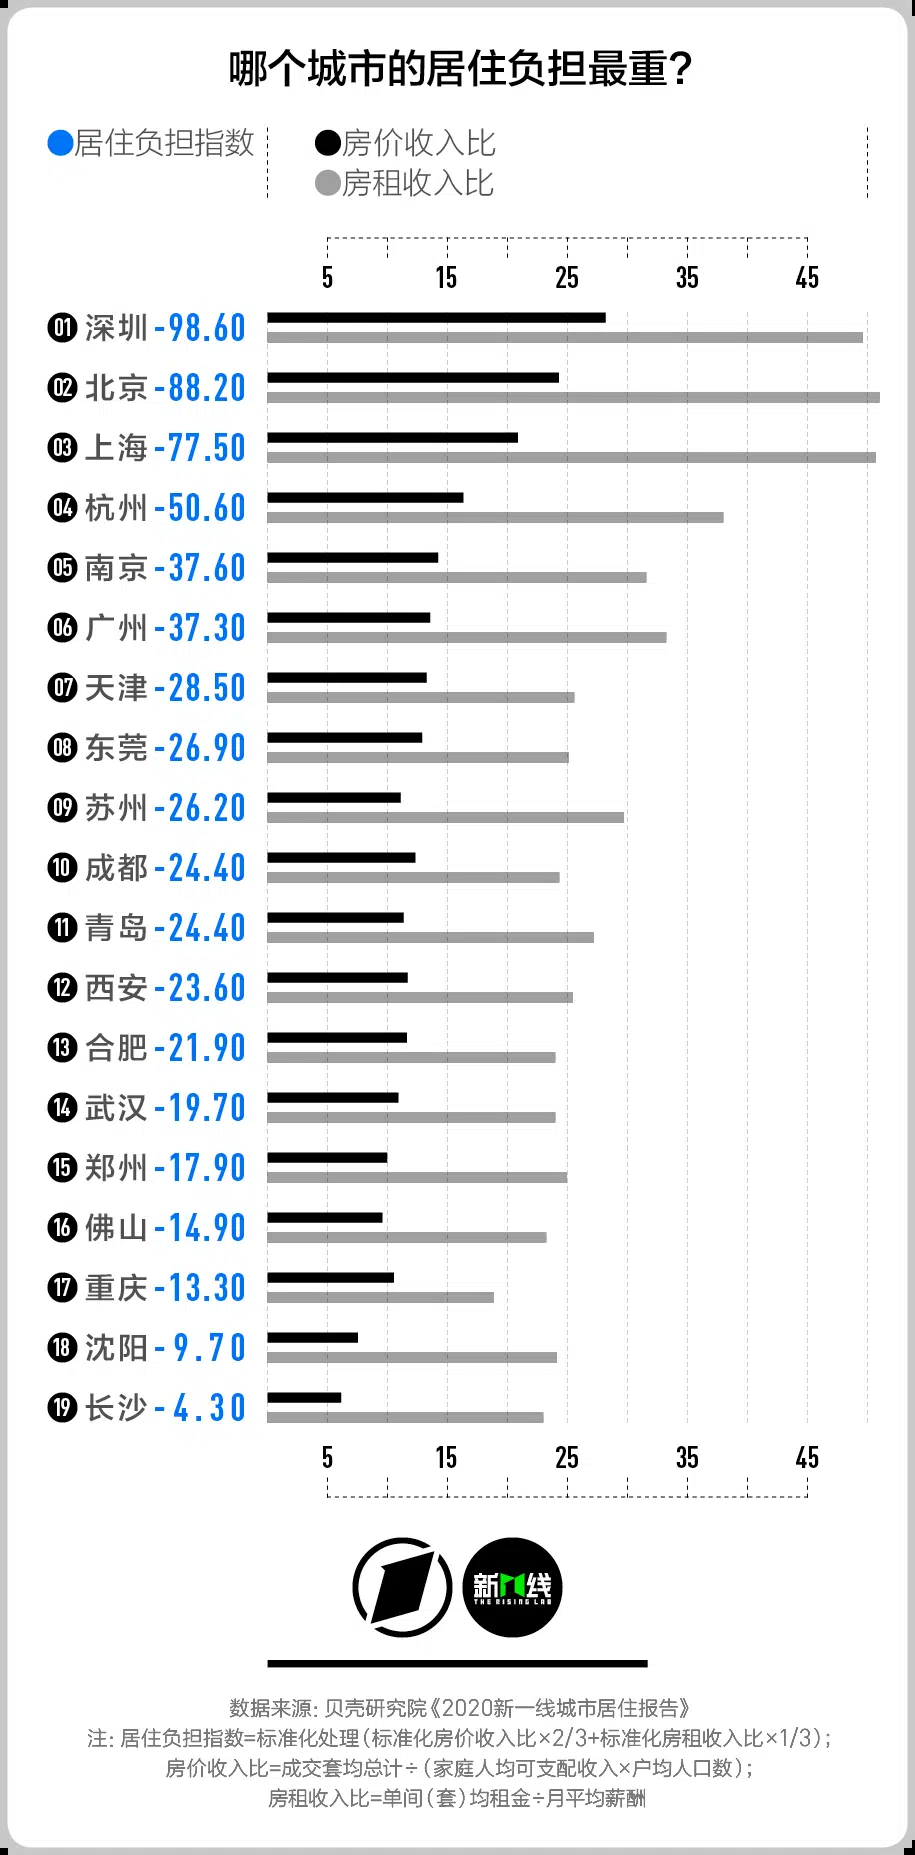 哪个城市的居住负担最重?
居住负担指数
房价收入比
房租收入比
5 15 25 35 45
01 深圳 -98.60
02 北京 -88.20
03 上海 -77.50
04 杭州 -50.60
05 南京 -37.60
06 广州 -37.30
07 天津 -28.50
08 东莞 -26.90
09 苏州 -26.20
10 成都 -24.40
11 青岛 -24.40
12 西安 -23.60
13 合肥 -21.90
14 武汉 -19.70
15 郑州 -17.90
16 佛山 -14.90
17 重庆 -13.30
18 沈阳 -9.70
19 长沙 -4.30
5 15 25 35 45
新一线
THE RISING LAB
数据来源: 贝壳研究院《2020新一线城市居住报告》
注: 居住负担指数=标准化处理(标准化房价收入比×2/3+标准化房租收入比×1/3);
房价收入比=成交套均总计÷(家庭人均可支配收入×户均人口数);
房租收入比=单间(套)均租金÷月平均薪酬